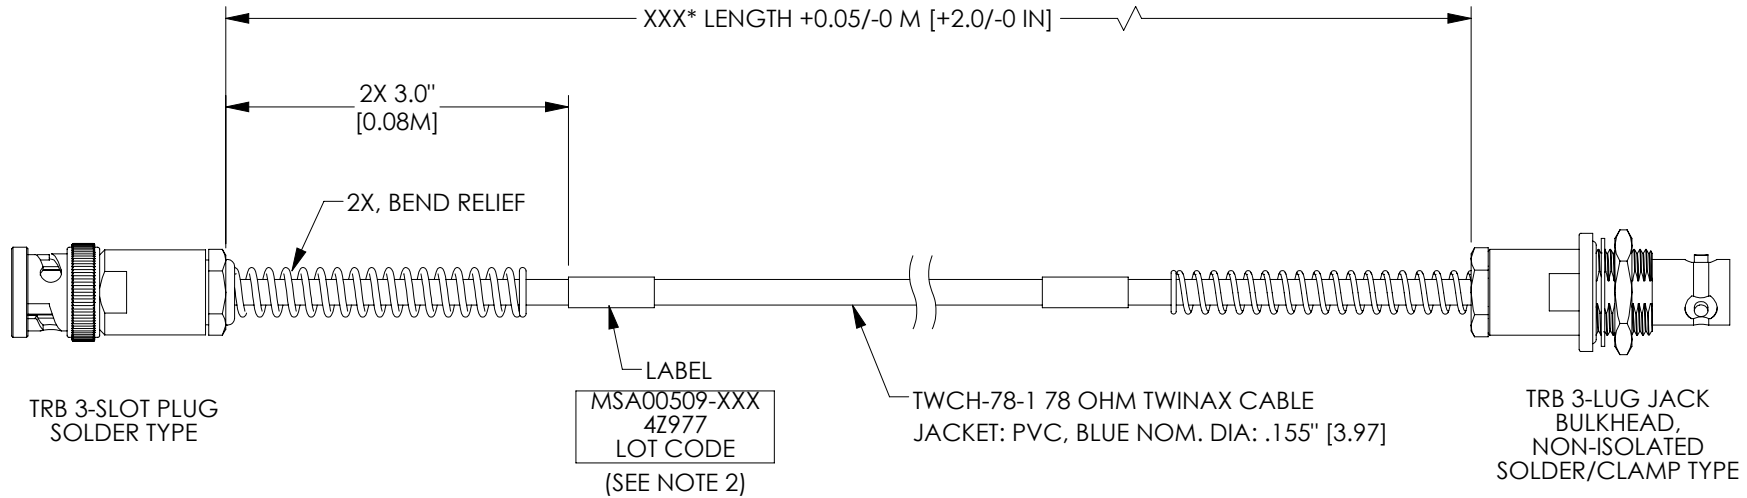 XXX* LENGTH +0.05/-0 M [+2.0/-0 IN]
2X 3.0"
[0.08M]
2X, BEND RELIEF
LABEL
MSA00509-XXX
4Z977
LOT CODE
(SEE NOTE 2)
TWCH-78-1 78 OHM TWINAX CABLE
JACKET: PVC, BLUE NOM. DIA: .155" [3.97]
TRB 3-SLOT PLUG
SOLDER TYPE
TRB 3-LUG JACK
BULKHEAD,
NON-ISOLATED
SOLDER/CLAMP TYPE